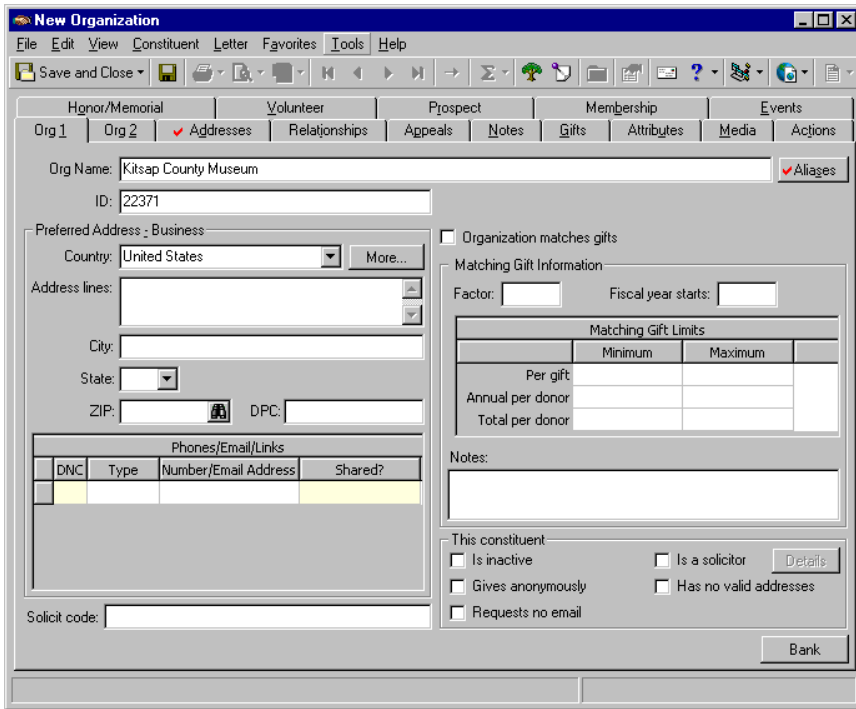 New Organization
File Edit View Constituent Letter Favorites Tools Help
Save and Close
Honor/Memorial Volunteer Prospect Membership Events
Org 1 Org 2 Addresses Relationships Appeals Notes Gifts Attributes Media Actions
Org Name: Kitsap County Museum Aliases
ID: 22371
Preferred Address - Business
Country: United States More...
Address lines:
City:
State:
ZIP: DPC:
Phones/Email/Links
DNC Type Number/Email Address Shared?
Solicit code:
Organization matches gifts
Matching Gift Information
Factor: Fiscal year starts:
Matching Gift Limits
Minimum Maximum
Per gift
Annual per donor
Total per donor
Notes:
This constituent
Is inactive Is a solicitor Details
Gives anonymously Has no valid addresses
Requests no email
Bank